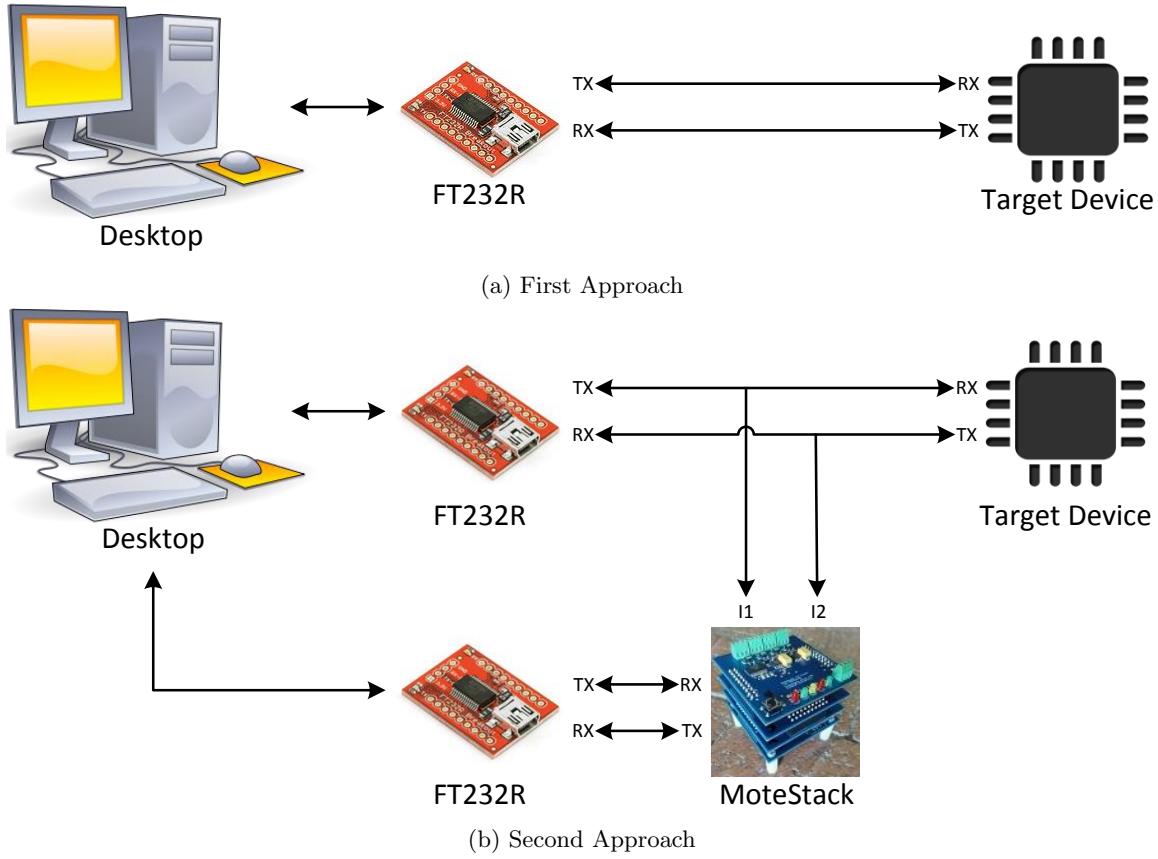 TX RX
RX TX
FT232R
Target Device
Desktop
(a) First Approach
TX RX
RX TX
FT232R
Target Device
Desktop
I1 I2
TX RX
RX TX
FT232R
MoteStack
(b) Second Approach